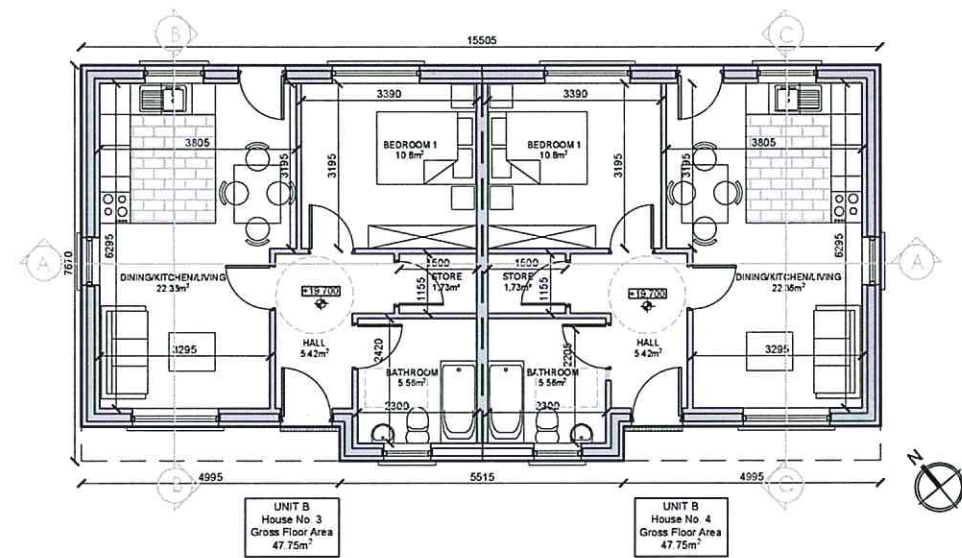 B
C
15505
3390
3390
3805
BEDROOM 1
10.8m²
BEDROOM 1
10.8m²
3805
3195
3195
3195
3195
A
7670
6295
DINING/KITCHEN/LIVING
22.35m²
1500
STORE
1.73m²
1155
1500
STORE
1.73m²
1155
6295
DINING/KITCHEN/LIVING
22.35m²
A
+19.700
+19.700
HALL
5.42m²
HALL
5.42m²
3295
2420
BATHROOM
5.56m²
BATHROOM
5.56m²
2205
3295
2300
2300
4995
5515
4995
B
C
N
UNIT B
House No. 3
Gross Floor Area
47.75m²
UNIT B
House No. 4
Gross Floor Area
47.75m²